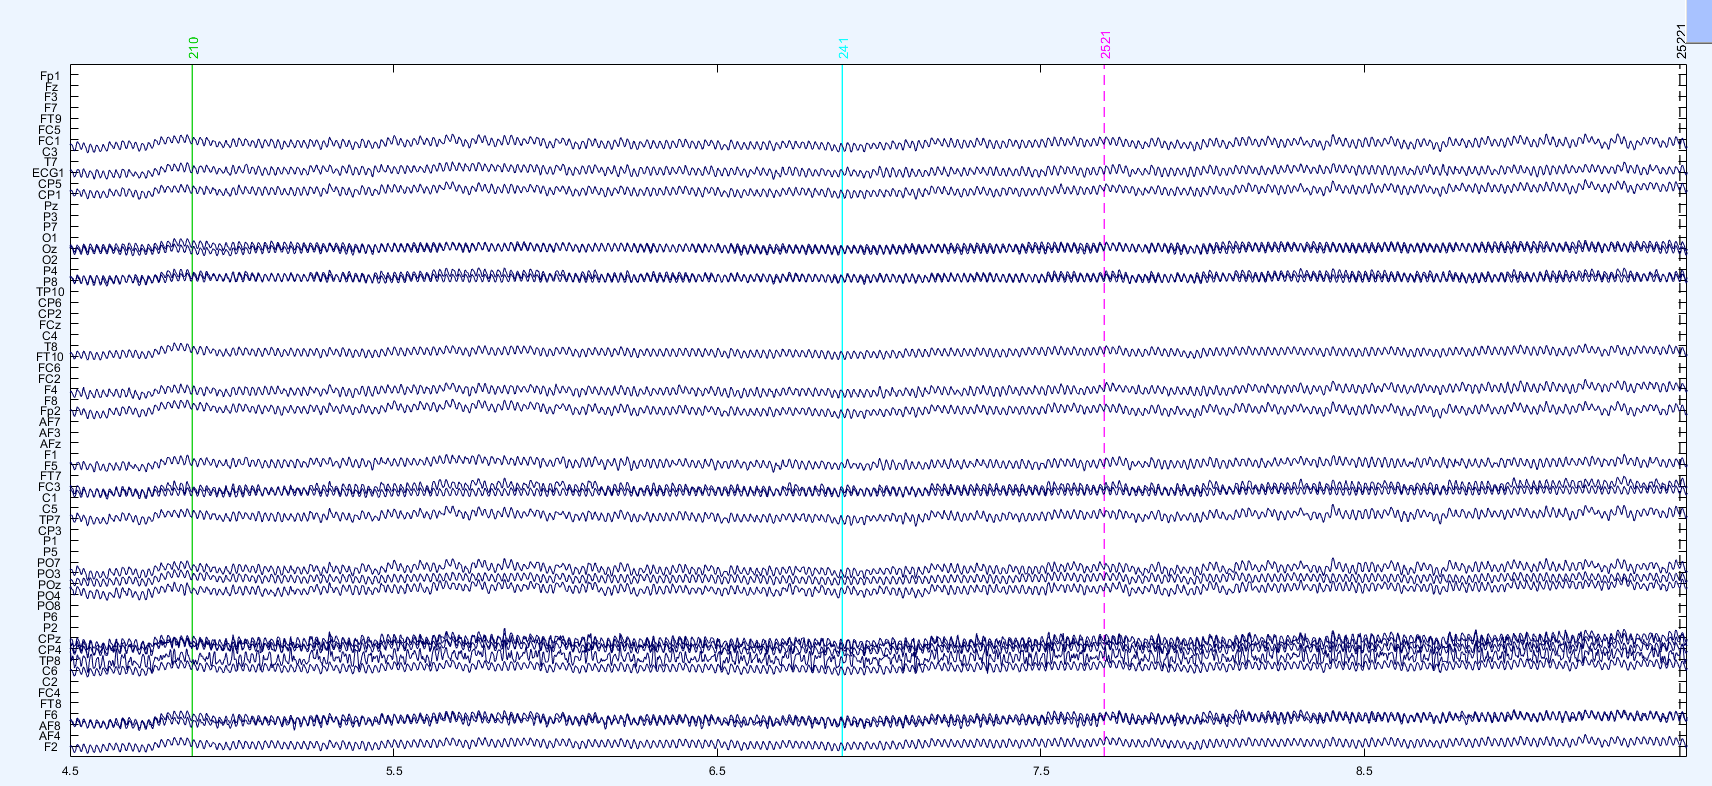 210
241
2521
25221
Fp1
Fz
F3
F7
FT9
FC5
FC1
C3
T7
ECG1
CP5
CP1
Pz
P3
P7
O1
Oz
O2
P4
P8
TP10
CP6
CP2
FCz
C4
T8
FT10
FC6
FC2
F4
F8
Fp2
AF7
AF3
AFz
F1
F5
FT7
FC3
C1
C5
TP7
CP3
P1
P5
PO7
PO3
POz
PO4
PO8
P6
P2
CPz
CP4
TP8
C6
C2
FC4
FT8
F6
AF8
AF4
F2
4.5 5.5 6.5 7.5 8.5